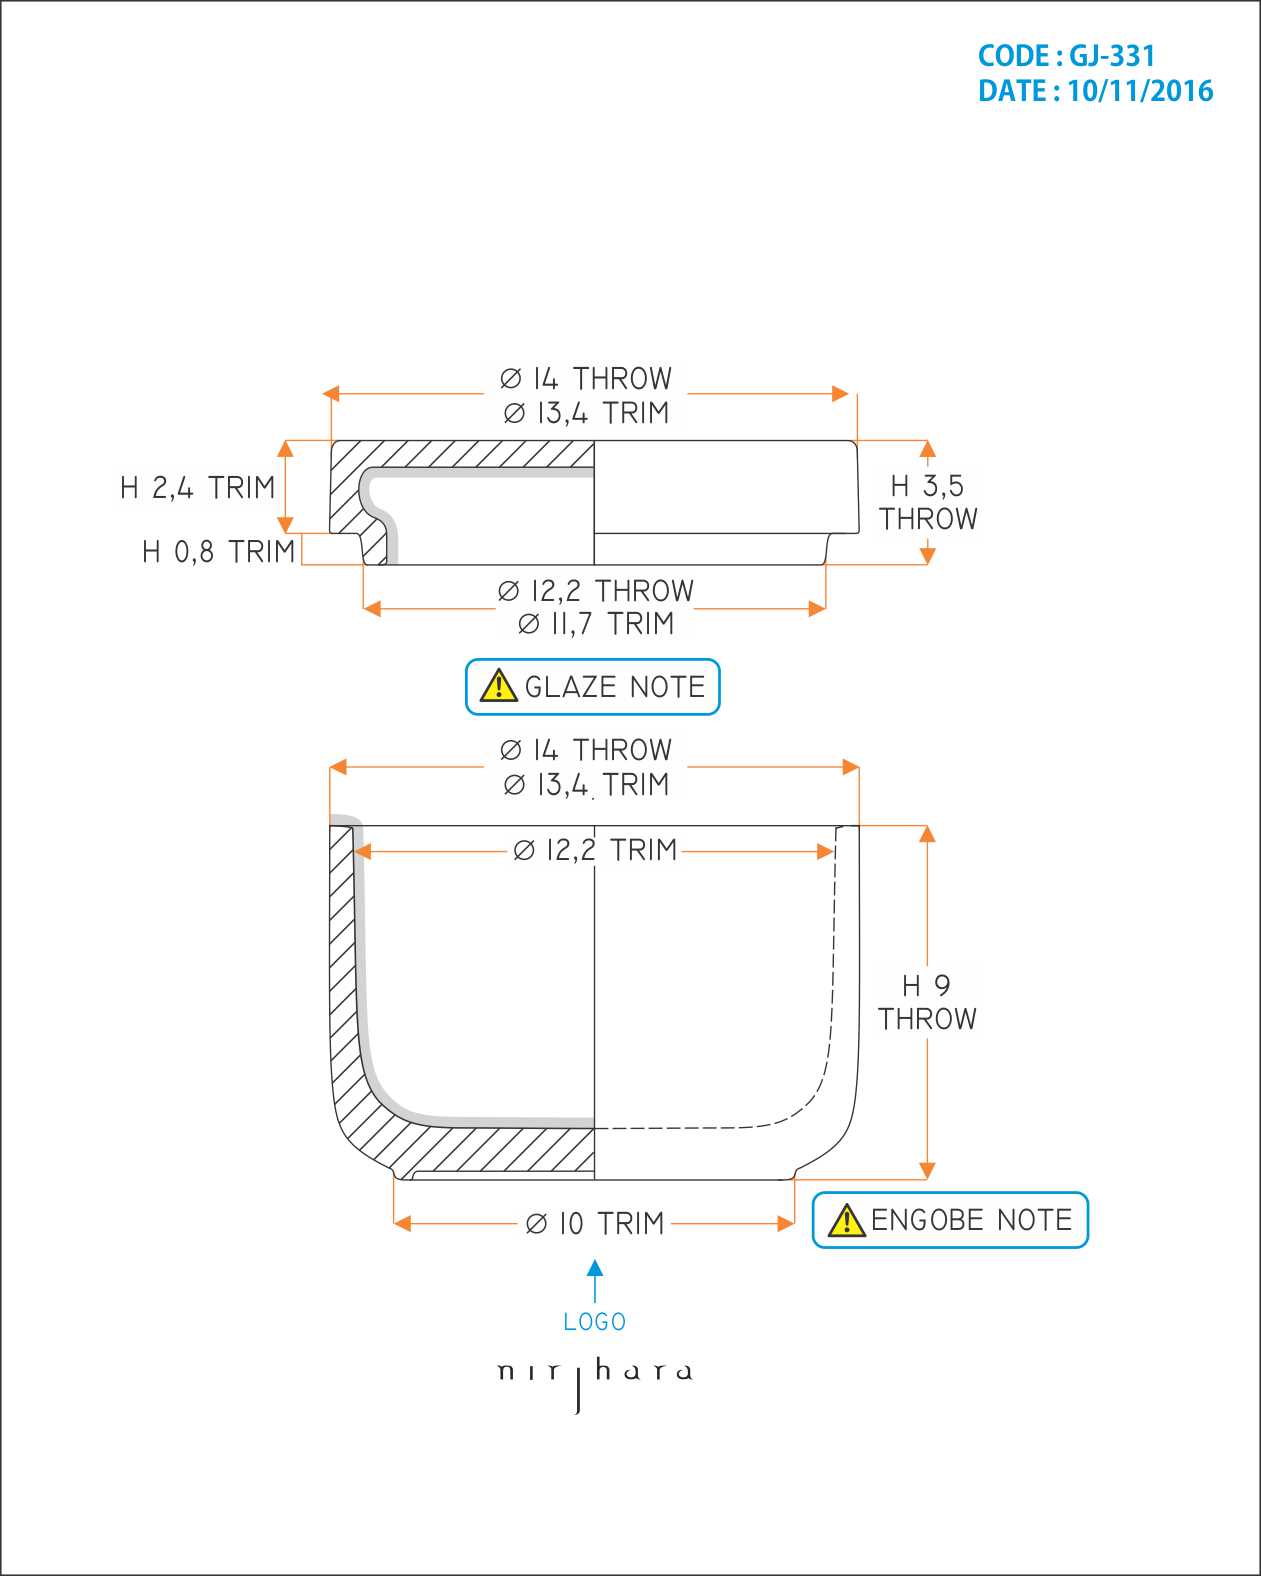 CODE : GJ-331
DATE : 10/11/2016
Ø 14 THROW
Ø 13,4 TRIM
H 2,4 TRIM
H 3,5
THROW
H 0,8 TRIM
Ø 12,2 THROW
Ø 11,7 TRIM
GLAZE NOTE
Ø 14 THROW
Ø 13,4 TRIM
Ø 12,2 TRIM
H 9
THROW
Ø 10 TRIM
ENGOBE NOTE
LOGO
nirjhara